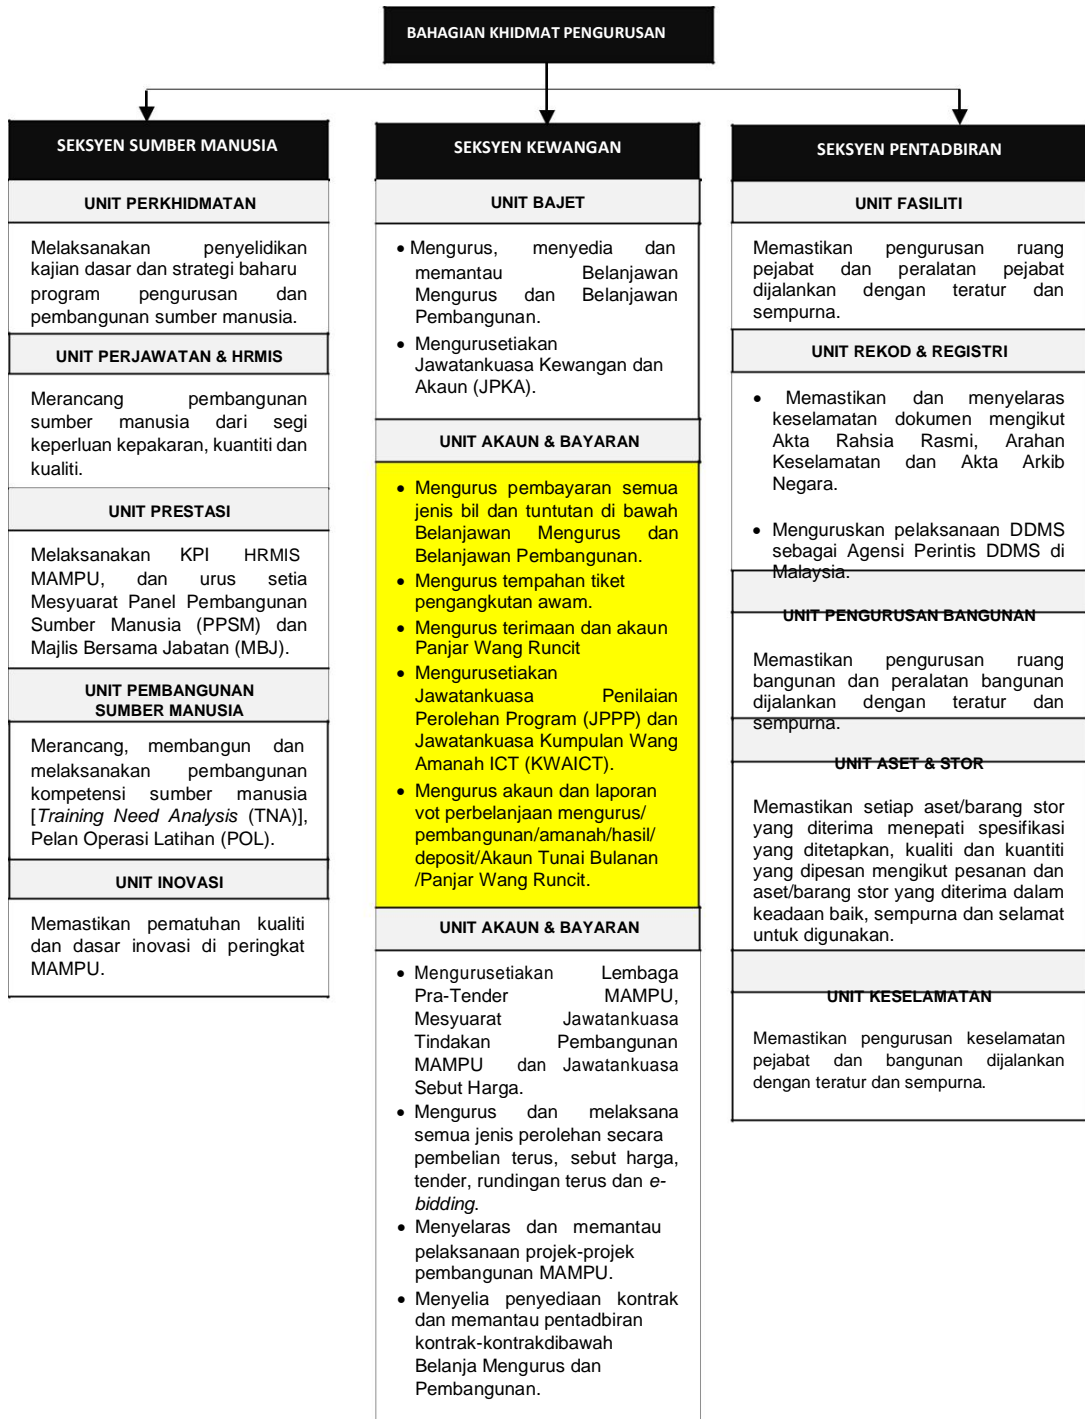 BAHAGIAN KHIDMAT PENGURUSAN
SEKSYEN SUMBER MANUSIA
UNIT PERKHIDMATAN
Melaksanakan penyelidikan
kajian dasar dan strategi baharu
program pengurusan dan
pembangunan sumber manusia.
UNIT PERJAWATAN & HRMIS
Merancang pembangunan
sumber manusia dari segi
keperluan kepakaran, kuantiti dan
kualiti.
UNIT PRESTASI
Melaksanakan KPI HRMIS
MAMPU, dan urus setia
Mesyuarat Panel Pembangunan
Sumber Manusia (PPSM) dan
Majlis Bersama Jabatan (MBJ).
UNIT PEMBANGUNAN
SUMBER MANUSIA
Merancang, membangun dan
melaksanakan pembangunan
kompetensi sumber manusia
[Training Need Analysis (TNA)],
Pelan Operasi Latihan (POL).
UNIT INOVASI
Memastikan pematuhan kualiti
dan dasar inovasi di peringkat
MAMPU.
SEKSYEN KEWANGAN
UNIT BAJET
• Mengurus, menyedia dan
memantau Belanjawan
Mengurus dan Belanjawan
Pembangunan.
• Mengurusetiakan
Jawatankuasa Kewangan dan
Akaun (JPKA).
UNIT AKAUN & BAYARAN
• Mengurus pembayaran semua
jenis bil dan tuntutan di bawah
Belanjawan Mengurus dan
Belanjawan Pembangunan.
• Mengurus tempahan tiket
pengangkutan awam.
• Mengurus terimaan dan akaun
Panjar Wang Runcit
• Mengurusetiakan
Jawatankuasa Penilaian
Perolehan Program (JPPP) dan
Jawatankuasa Kumpulan Wang
Amanah ICT (KWAICT).
• Mengurus akaun dan laporan
vot perbelanjaan mengurus/
pembangunan/amanah/hasil/
deposit/Akaun Tunai Bulanan
/Panjar Wang Runcit.
UNIT AKAUN & BAYARAN
• Mengurusetiakan Lembaga
Pra-Tender MAMPU,
Mesyuarat Jawatankuasa
Tindakan Pembangunan
MAMPU dan Jawatankuasa
Sebut Harga.
• Mengurus dan melaksana
semua jenis perolehan secara
pembelian terus, sebut harga,
tender, rundingan terus dan e-
bidding.
• Menyelaras dan memantau
pelaksanaan projek-projek
pembangunan MAMPU.
• Menyelia penyediaan kontrak
dan memantau pentadbiran
kontrak-kontrakdibawah
Belanja Mengurus dan
Pembangunan.
SEKSYEN PENTADBIRAN
UNIT FASILITI
Memastikan pengurusan ruang
pejabat dan peralatan pejabat
dijalankan dengan teratur dan
sempurna.
UNIT REKOD & REGISTRI
• Memastikan dan menyelaras
keselamatan dokumen mengikut
Akta Rahsia Rasmi, Arahan
Keselamatan dan Akta Arkib
Negara.
• Menguruskan pelaksanaan DDMS
sebagai Agensi Perintis DDMS di
Malaysia.
UNIT PENGURUSAN BANGUNAN
Memastikan pengurusan ruang
bangunan dan peralatan bangunan
dijalankan dengan teratur dan
sempurna.
UNIT ASET & STOR
Memastikan setiap aset/barang stor
yang diterima menepati spesifikasi
yang ditetapkan, kualiti dan kuantiti
yang dipesan mengikut pesanan dan
aset/barang stor yang diterima dalam
keadaan baik, sempurna dan selamat
untuk digunakan.
UNIT KESELAMATAN
Memastikan pengurusan keselamatan
pejabat dan bangunan dijalankan
dengan teratur dan sempurna.